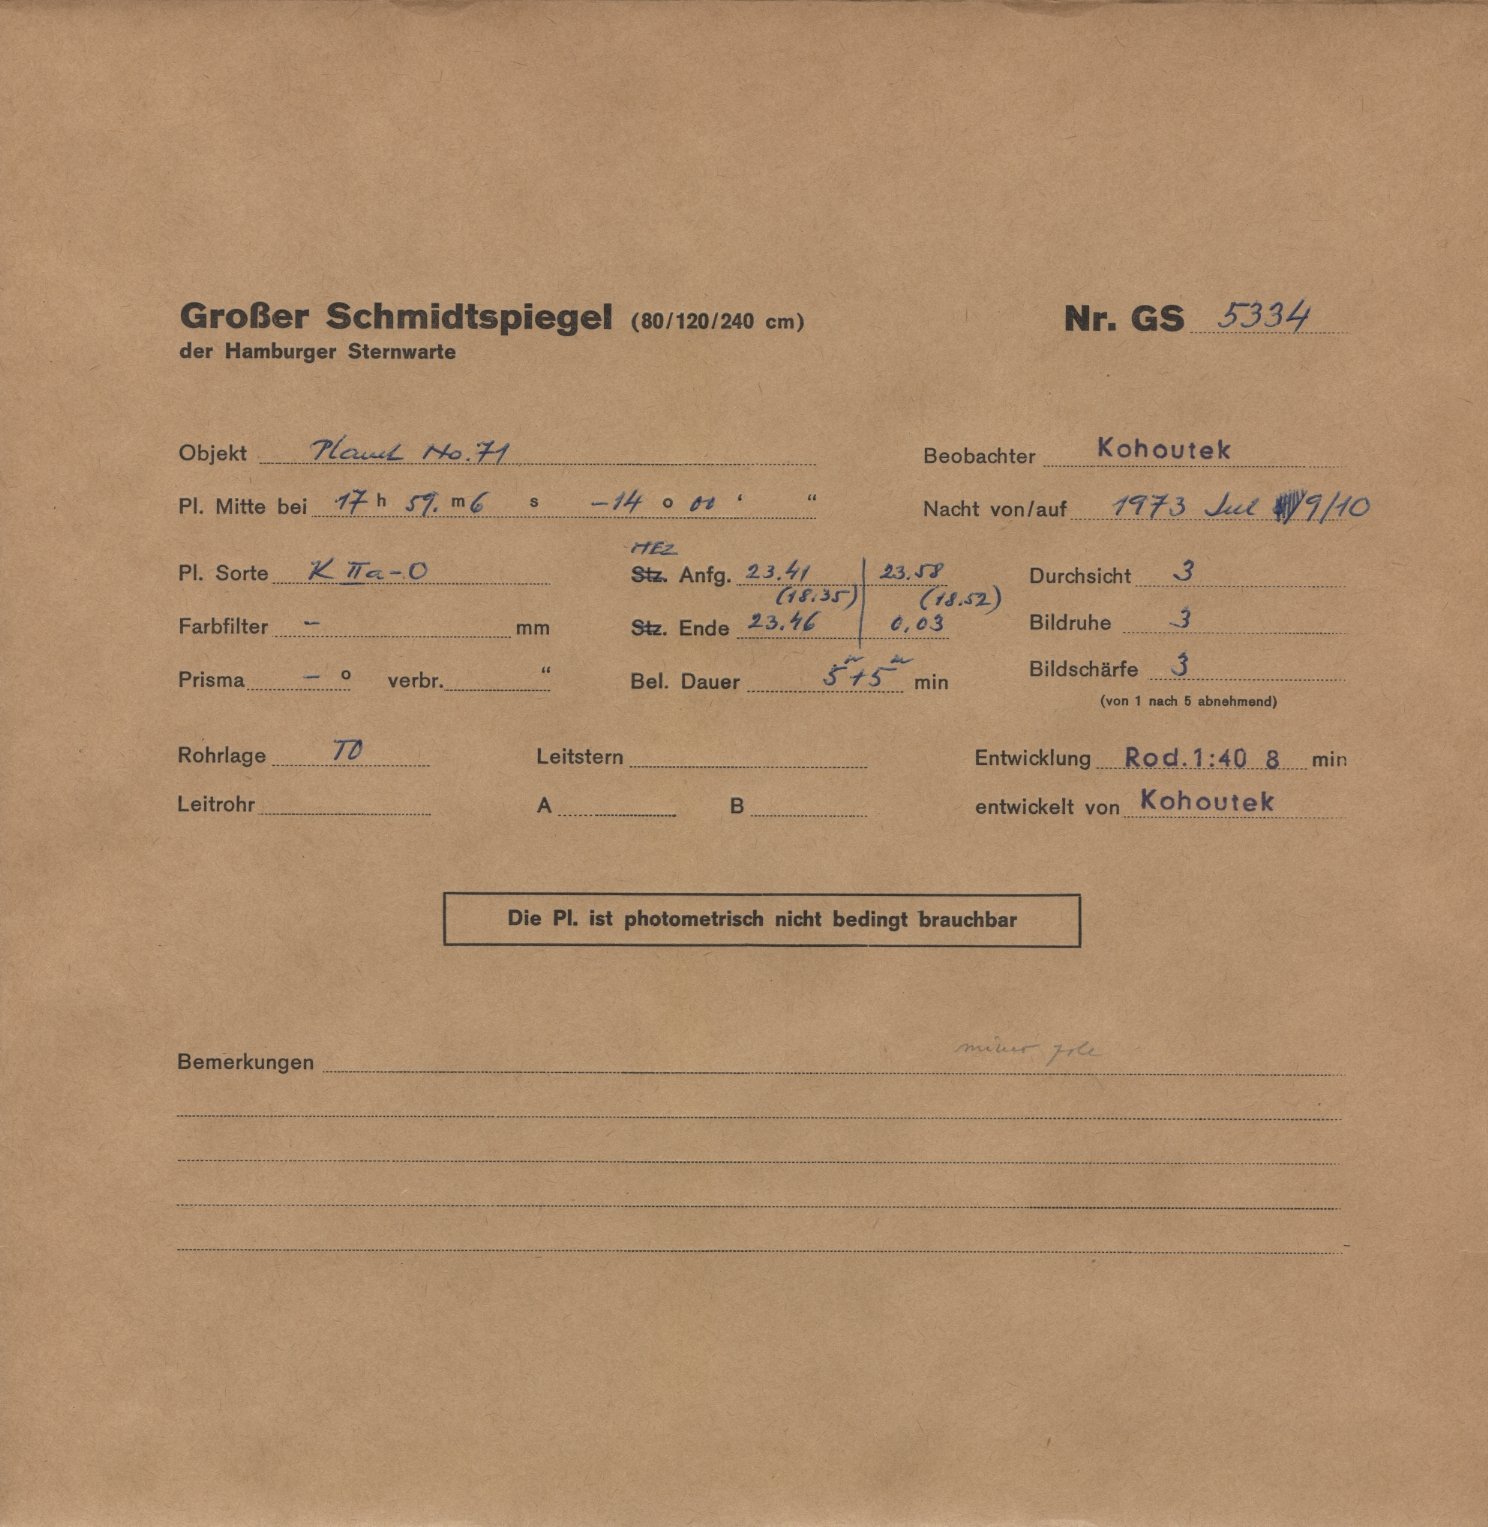 Großer Schmidtspiegel (80/120/240 cm) Nr. GS 5334
der Hamburger Sternwarte
Objekt Planet No. 71 Beobachter Kohoutek
Pl. Mitte bei 17 h 59. m 6 s -14 o 00 ‘ “ Nacht von/auf 1973 Jul 9/10
MEZ
Pl. Sorte K IIa-O Stz. Anfg. 23.41 | 23.58 Durchsicht 3
(18.35) (18.52)
Farbfilter – mm Stz. Ende 23.46 | 0.03 Bildruhe 3
Prisma – o verbr. “ Bel. Dauer 5m+5m min Bildschärfe 3
(von 1 nach 5 abnehmend)
Rohrlage TO Leitstern Entwicklung Rod. 1:40 8 min
Leitrohr A B entwickelt von Kohoutek
Die Pl. ist photometrisch nicht bedingt brauchbar
Bemerkungen